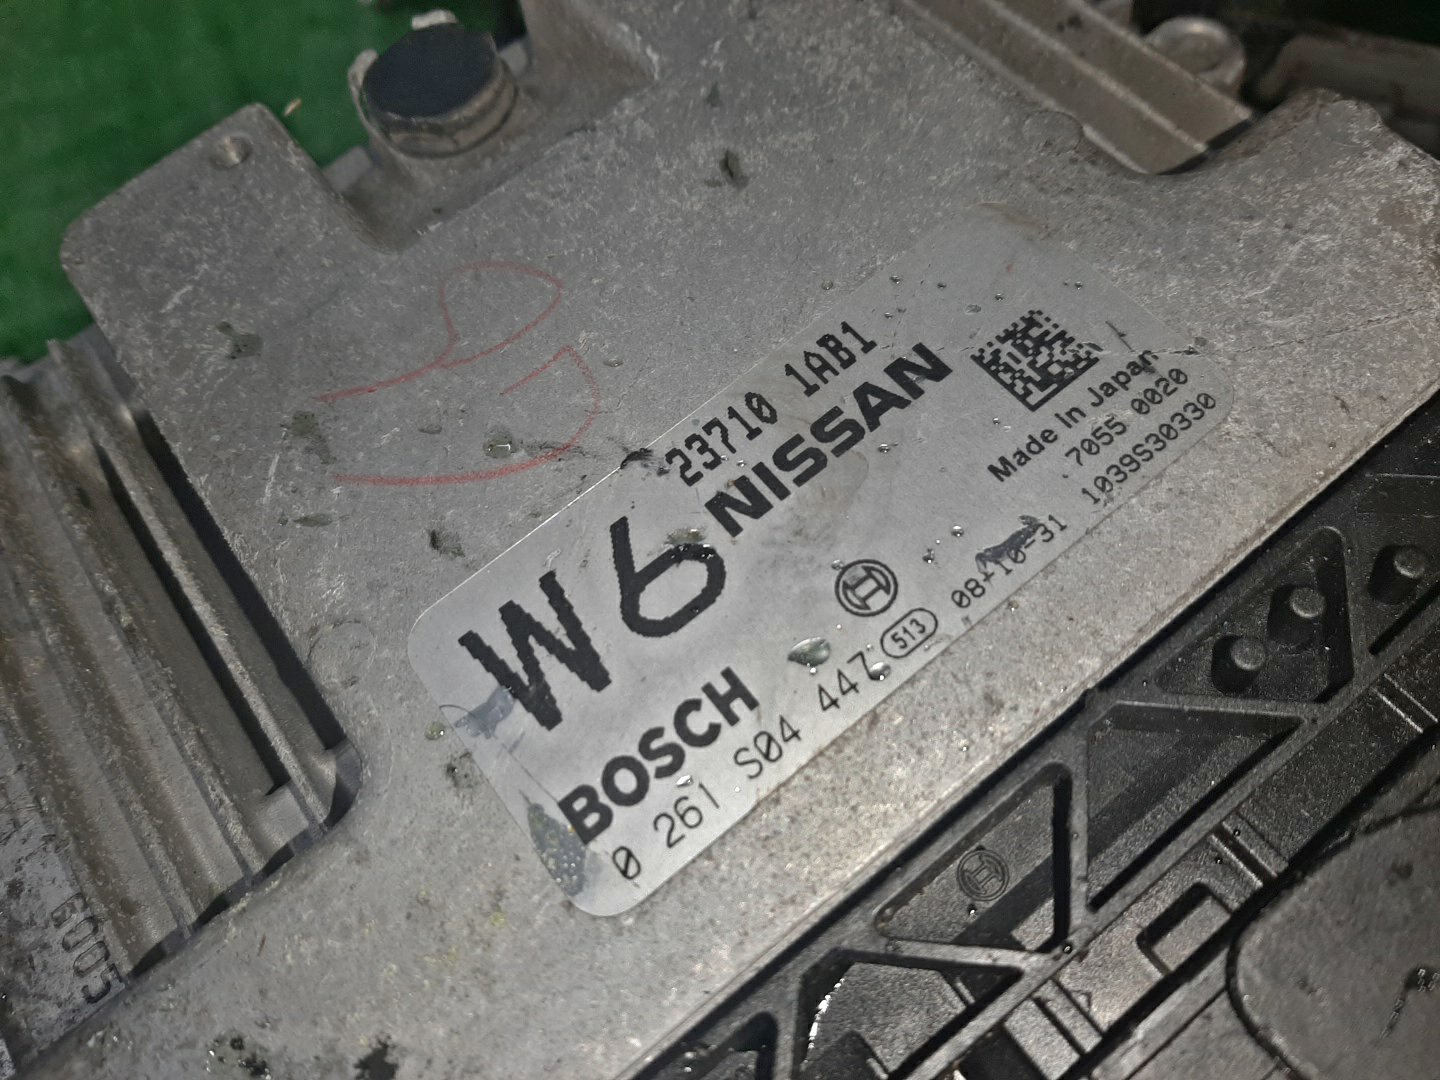 23710 1AB1
NISSAN
W6
Made in Japan
7055 0020
1039S30330
08-10-31
513
BOSCH
0 261 S04 447